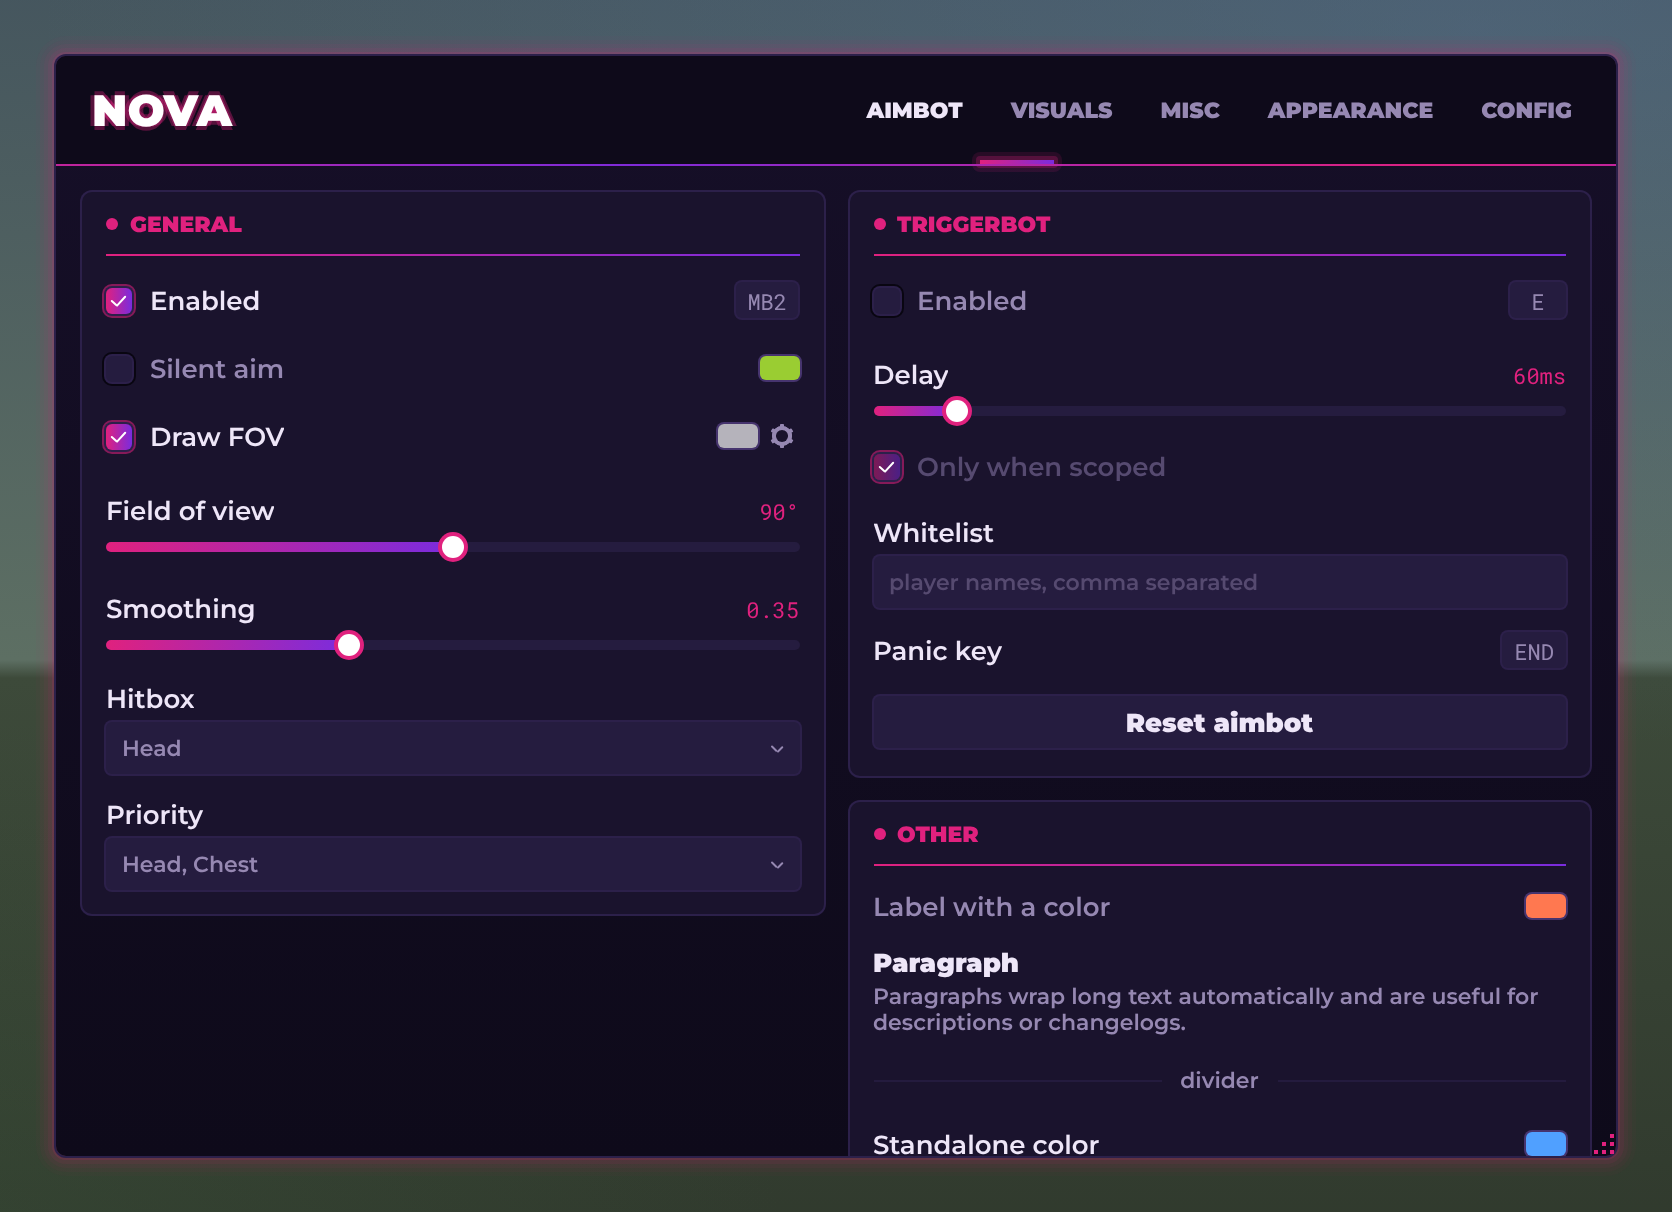 NOVA
AIMBOT VISUALS MISC APPEARANCE CONFIG
GENERAL
Enabled MB2
Silent aim
Draw FOV
Field of view 90°
Smoothing 0.35
Hitbox
Head
Priority
Head, Chest
TRIGGERBOT
Enabled E
Delay 60ms
Only when scoped
Whitelist
player names, comma separated
Panic key END
Reset aimbot
OTHER
Label with a color
Paragraph
Paragraphs wrap long text automatically and are useful for
descriptions or changelogs.
divider
Standalone color